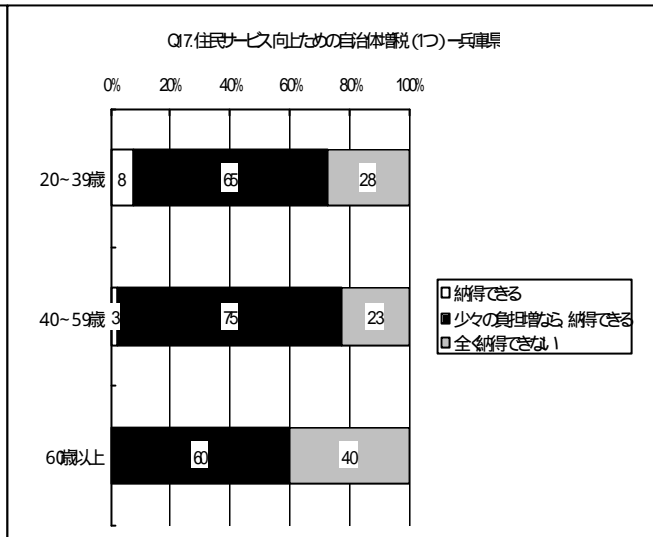 Q17.住民サービス向上ための自治体増税(1つ)ー兵庫県
0% 20% 40% 60% 80% 100%
20~39歳 8 65 28
40~59歳 3 75 23
60歳以上 60 40
納得できる
少々の負担増なら、納得できる
全く納得できない